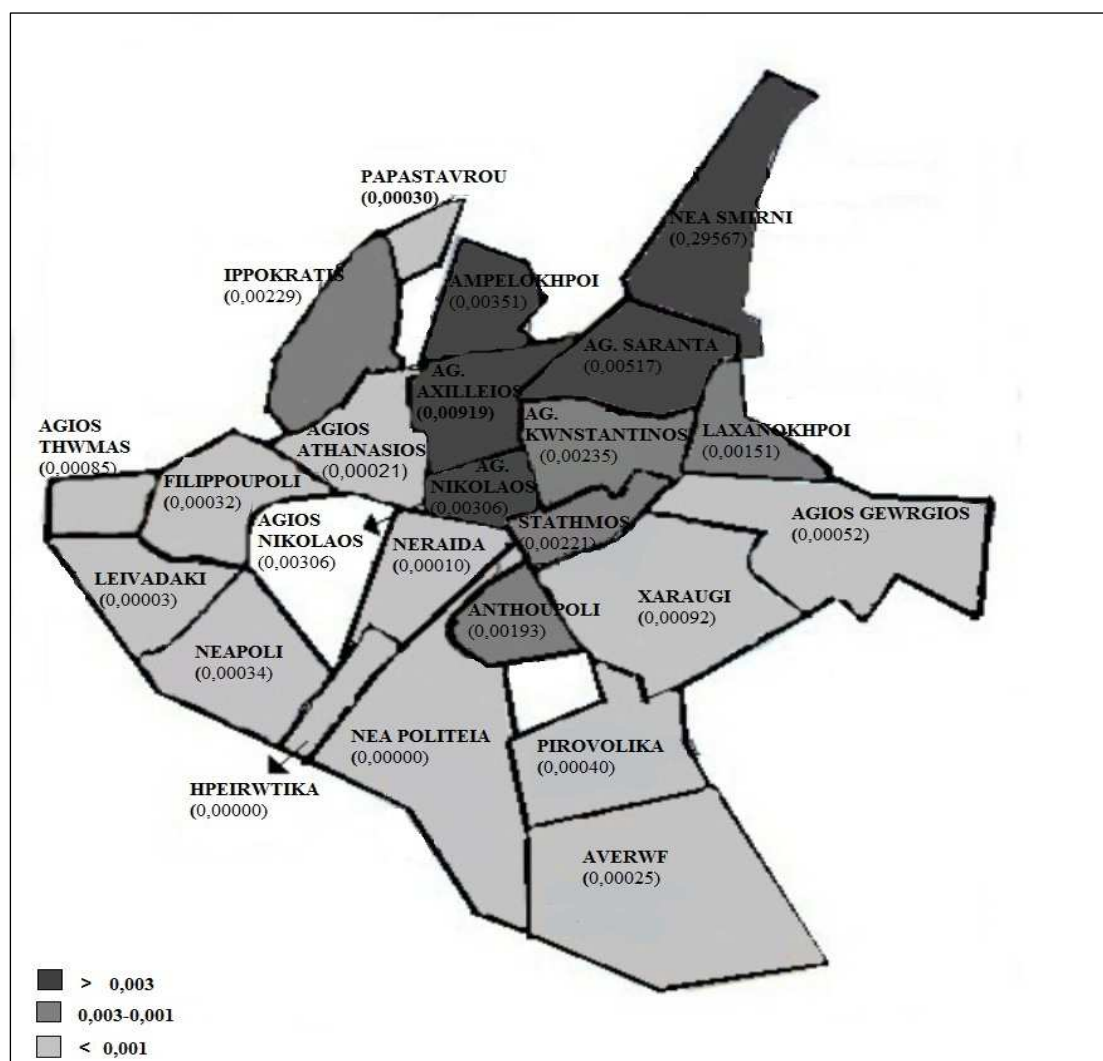 PAPASTAVROU
(0,00030)
NEA SMIRNI
(0,29567)
IPPOKRATIS
(0,00229)
AMPELOKHPOI
(0,00351)
AG. SARANTA
(0,00517)
AG.
AXILLEIOS
(0,00919)
AG.
KWNSTANTINOS
(0,00235)
LAXANOKHPOI
(0,00151)
AGIOS
THWMAS
(0,00085)
AGIOS
ATHANASIOS
(0,00021)
AG.
NIKOLAOS
(0,00306)
FILIPPOUPOLI
(0,00032)
AGIOS
NIKOLAOS
(0,00306)
STATHMOS
(0,00221)
AGIOS GEWRGIOS
(0,00052)
NERAIDA
(0,00010)
LEIVADAKI
(0,00003)
ANTHOUPOLI
(0,00193)
XARAUGI
(0,00092)
NEAPOLI
(0,00034)
NEA POLITEIA
(0,00000)
PIROVOLIKA
(0,00040)
HPEIRWTIKA
(0,00000)
AVERWF
(0,00025)
> 0,003
0,003-0,001
< 0,001